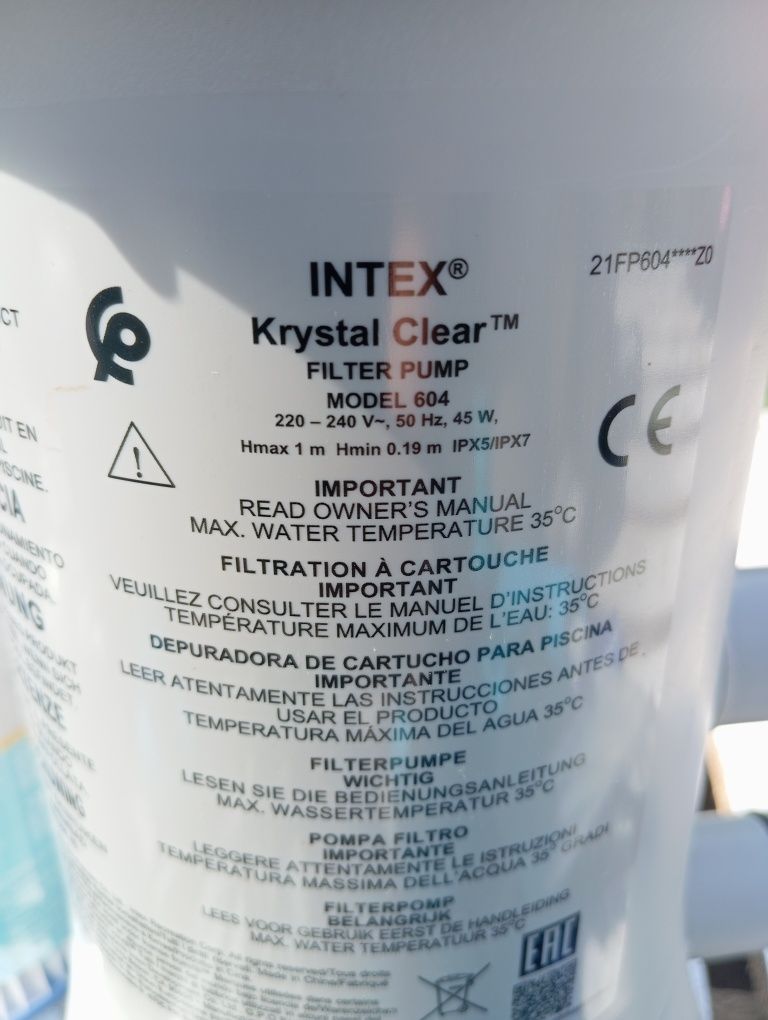 INTEX®
21FP604****Z0
Krystal Clear™
FILTER PUMP
MODEL 604
220 – 240 V~, 50 Hz, 45 W,
Hmax 1 m Hmin 0.19 m IPX5/IPX7
CE
IMPORTANT
READ OWNER'S MANUAL
MAX. WATER TEMPERATURE 35°C
FILTRATION À CARTOUCHE
IMPORTANT
VEUILLEZ CONSULTER LE MANUEL D'INSTRUCTIONS
TEMPÉRATURE MAXIMUM DE L'EAU: 35°C
DEPURADORA DE CARTUCHO PARA PISCINA
IMPORTANTE
LEER ATENTAMENTE LAS INSTRUCCIONES ANTES DE
USAR EL PRODUCTO
TEMPERATURA MÁXIMA DEL AGUA 35°C
FILTERPUMPE
WICHTIG
LESEN SIE DIE BEDIENUNGSANLEITUNG
MAX. WASSERTEMPERATUR 35°C
POMPA FILTRO
IMPORTANTE
LEGGERE ATTENTAMENTE LE ISTRUZIONI
TEMPERATURA MASSIMA DELL'ACQUA 35° GRADI
FILTERPOMP
BELANGRIJK
LEES VOOR GEBRUIK EERST DE HANDLEIDING
MAX. WATER TEMPERATUUR 35°C
EAC